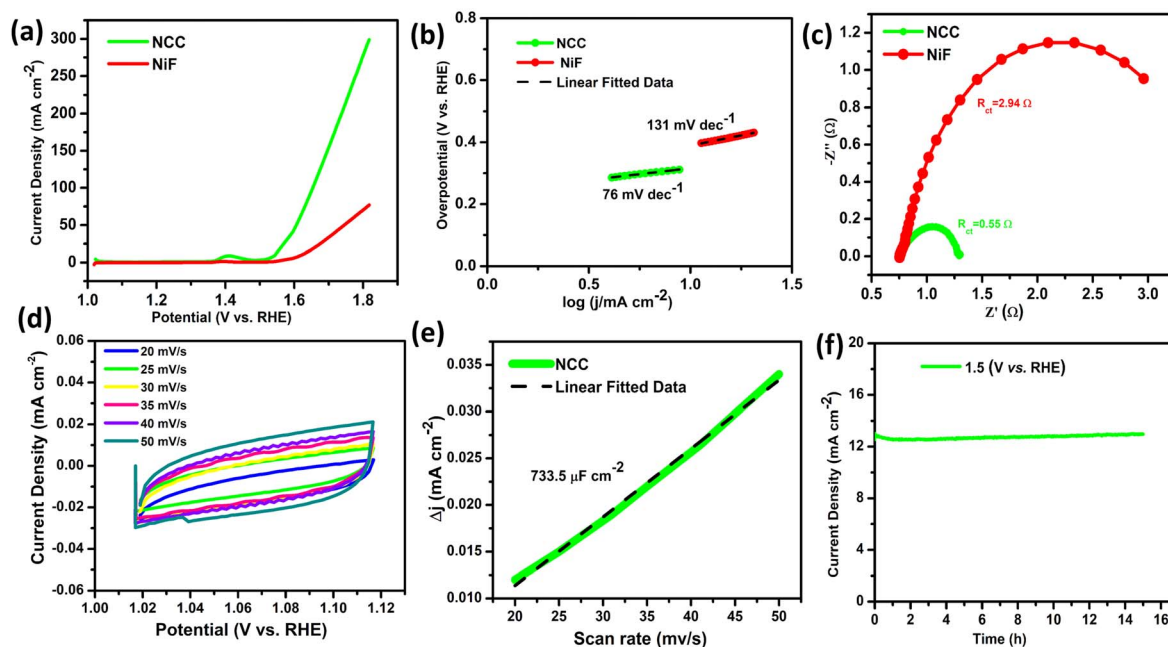 (a)
NCC
NiF
300
250
200
150
100
50
0
Current Density (mA cm-2)
1.0 1.2 1.4 1.6 1.8
Potential (V vs. RHE)
(b)
NCC
NiF
Linear Fitted Data
0.8
0.6
0.4
0.2
0.0
Overpotential (V vs. RHE)
131 mV dec-1
76 mV dec-1
0.0 0.5 1.0 1.5
log (j/mA cm-2)
(c)
NCC
NiF
1.2
1.0
0.8
0.6
0.4
0.2
0.0
-Z'' (Ω)
Rct=2.94 Ω
Rct=0.55 Ω
0.5 1.0 1.5 2.0 2.5 3.0
Z' (Ω)
(d)
20 mV/s
25 mV/s
30 mV/s
35 mV/s
40 mV/s
50 mV/s
0.06
0.04
0.02
0.00
-0.02
-0.04
-0.06
Current Density (mA cm-2)
1.00 1.02 1.04 1.06 1.08 1.10 1.12
Potential (V vs. RHE)
(e)
NCC
Linear Fitted Data
0.035
0.030
0.025
0.020
0.015
0.010
Δj (mA cm-2)
733.5 μF cm-2
20 25 30 35 40 45 50
Scan rate (mv/s)
(f)
1.5 (V vs. RHE)
20
16
12
8
4
0
Current Density (mA cm-2)
0 2 4 6 8 10 12 14 16
Time (h)